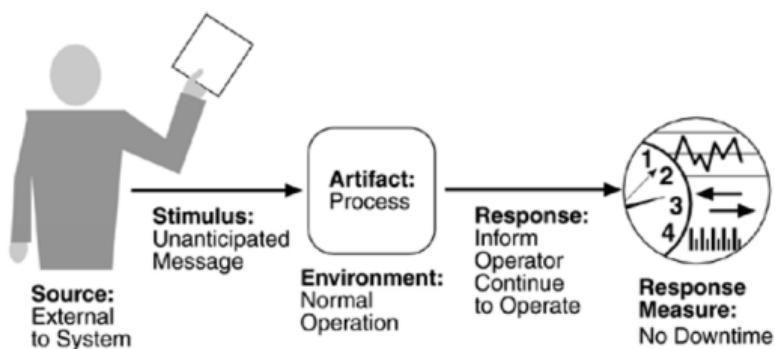 Source:
External
to System
Stimulus:
Unanticipated
Message
Artifact:
Process
Environment:
Normal
Operation
Response:
Inform
Operator
Continue
to Operate
1
2
3
4
Response
Measure:
No Downtime